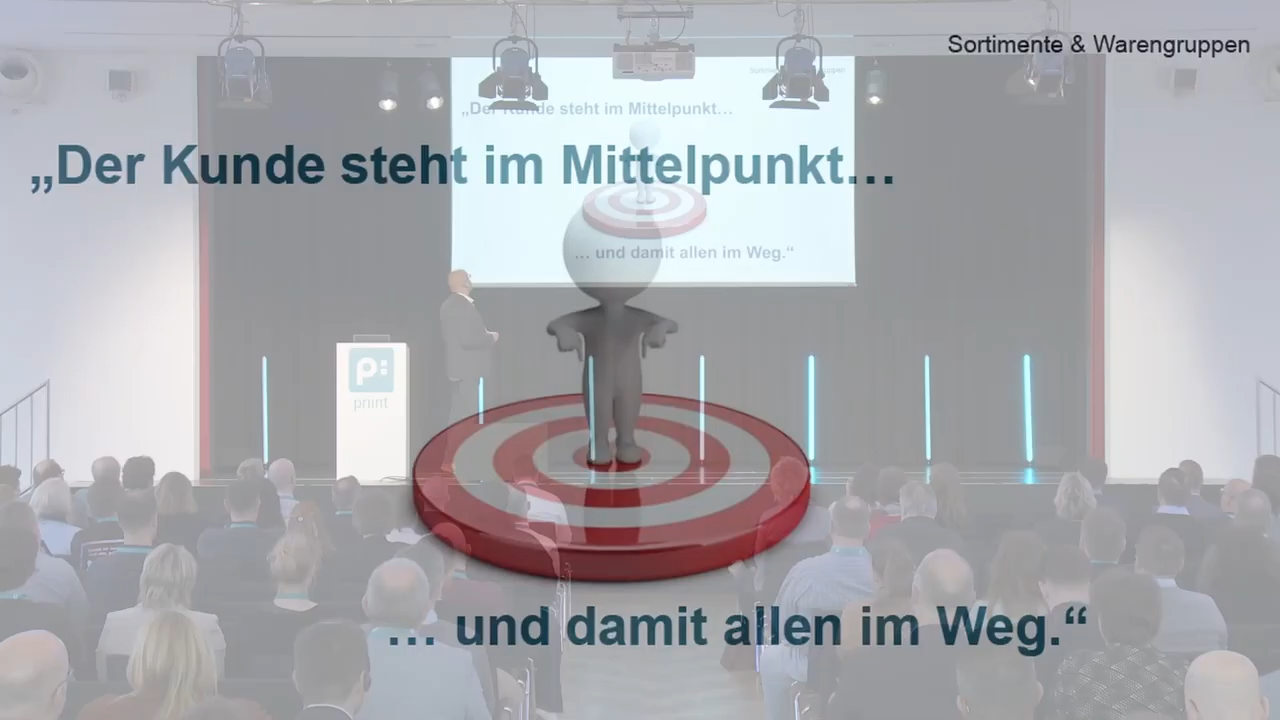 Sortimente & Warengruppen
„Der Kunde steht im Mittelpunkt…
„Der Kunde steht im Mittelpunkt…
… und damit allen im Weg.“
p:
priint
… und damit allen im Weg.“